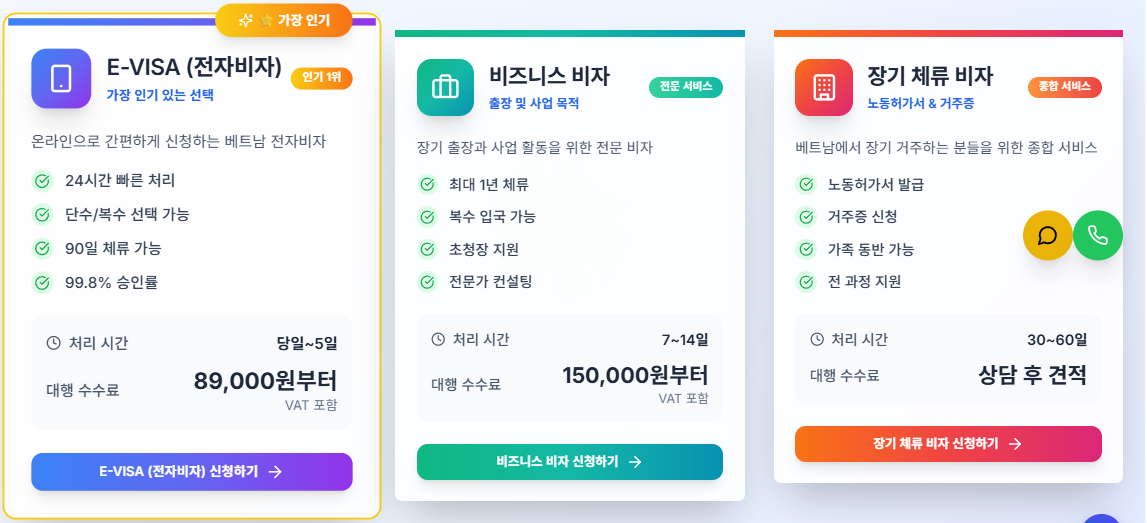 ⭐ 가장 인기
E-VISA (전자비자)
인기 1위
가장 인기 있는 선택
온라인으로 간편하게 신청하는 베트남 전자비자
24시간 빠른 처리
단수/복수 선택 가능
90일 체류 가능
99.8% 승인률
처리 시간
당일~5일
대행 수수료
89,000원부터
VAT 포함
E-VISA (전자비자) 신청하기
비즈니스 비자
전문 서비스
출장 및 사업 목적
장기 출장과 사업 활동을 위한 전문 비자
최대 1년 체류
복수 입국 가능
초청장 지원
전문가 컨설팅
처리 시간
7~14일
대행 수수료
150,000원부터
VAT 포함
비즈니스 비자 신청하기
장기 체류 비자
종합 서비스
노동허가서 & 거주증
베트남에서 장기 거주하는 분들을 위한 종합 서비스
노동허가서 발급
거주증 신청
가족 동반 가능
전 과정 지원
처리 시간
30~60일
대행 수수료
상담 후 견적
장기 체류 비자 신청하기